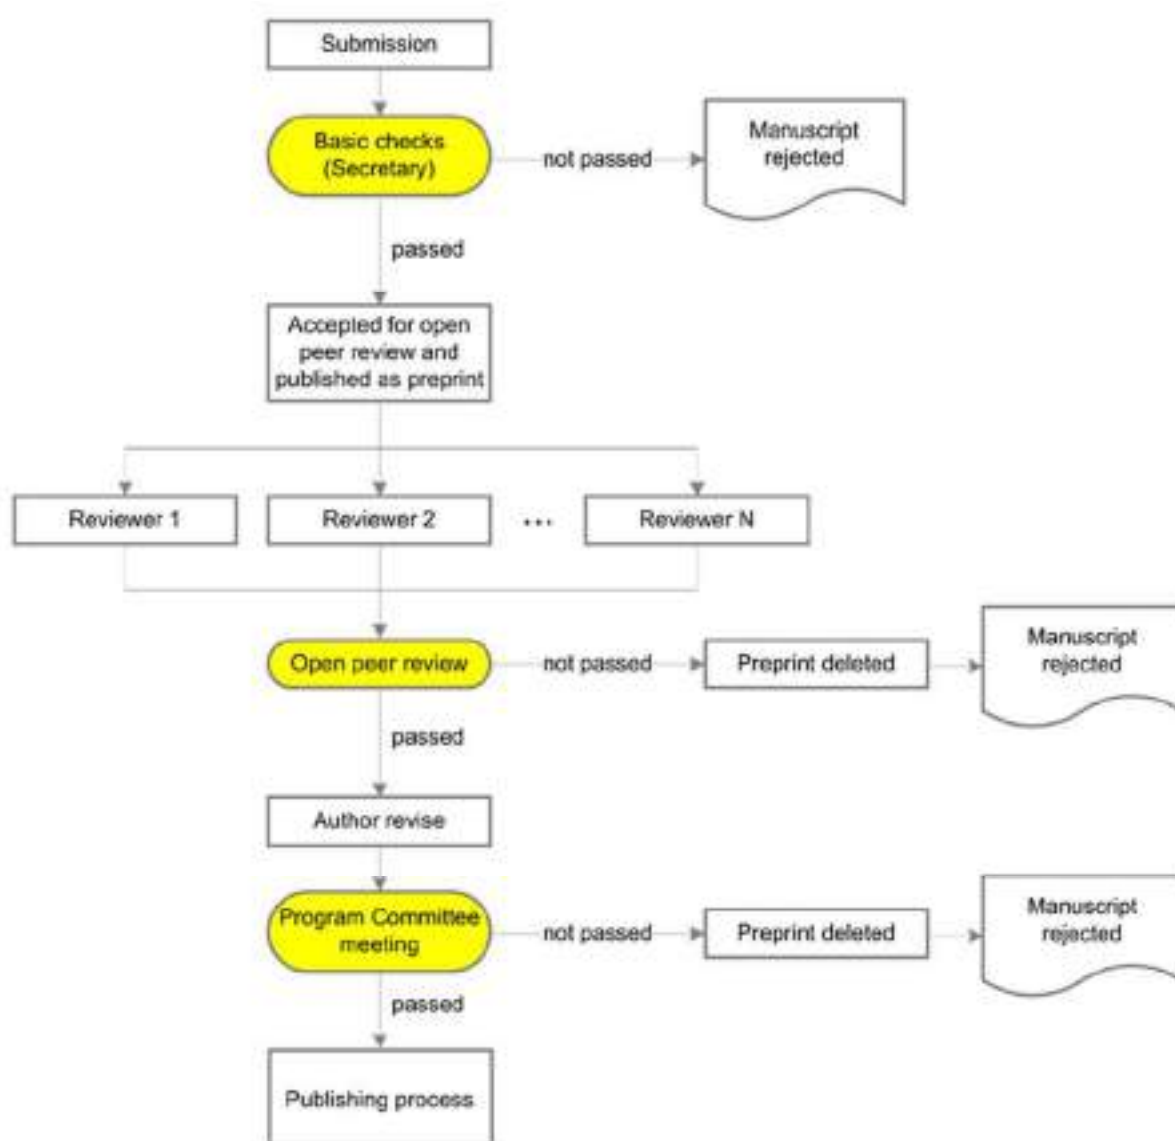 Submission
Basic checks
(Secretary)
not passed
Manuscript
rejected
passed
Accepted for open
peer review and
published as preprint
Reviewer 1
Reviewer 2
...
Reviewer N
Open peer review
not passed
Preprint deleted
Manuscript
rejected
passed
Author revise
Program Committee
meeting
not passed
Preprint deleted
Manuscript
rejected
passed
Publishing process